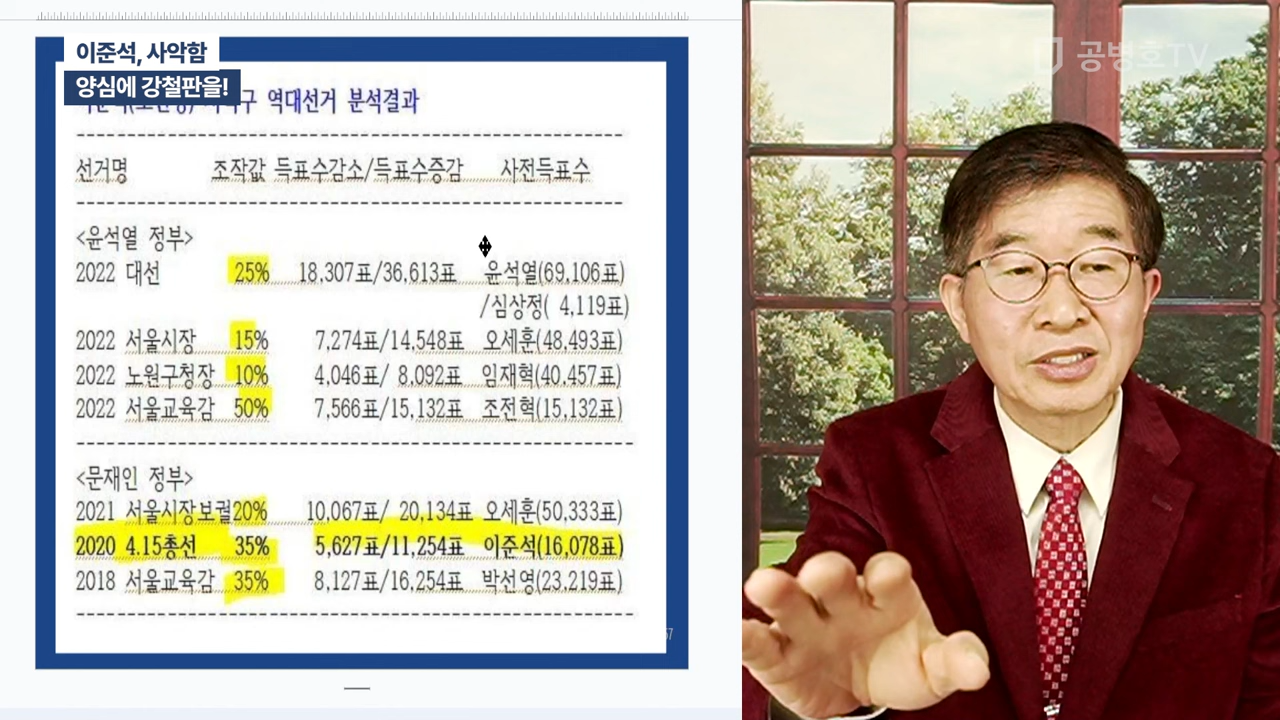 이준석, 사악함
양심에 강철판을!
역대선거 분석결과
선거명 조작값 득표수감소/득표수증감 사전득표수
<윤석열 정부>
2022 대선 25% 18,307표/36,613표 윤석열(69,106표)
/심상정( 4,119표)
2022 서울시장 15% 7,274표/14,548표 오세훈(48,493표)
2022 노원구청장 10% 4,046표/ 8,092표 임재혁(40.457표)
2022 서울교육감 50% 7,566표/15,132표 조전혁(15,132표)
<문재인 정부>
2021 서울시장보궐20% 10,067표/ 20,134표 오세훈(50,333표)
2020 4.15총선 35% 5,627표/11,254표 이준석(16,078표)
2018 서울교육감 35% 8,127표/16,254표 박선영(23,219표)
공병호TV